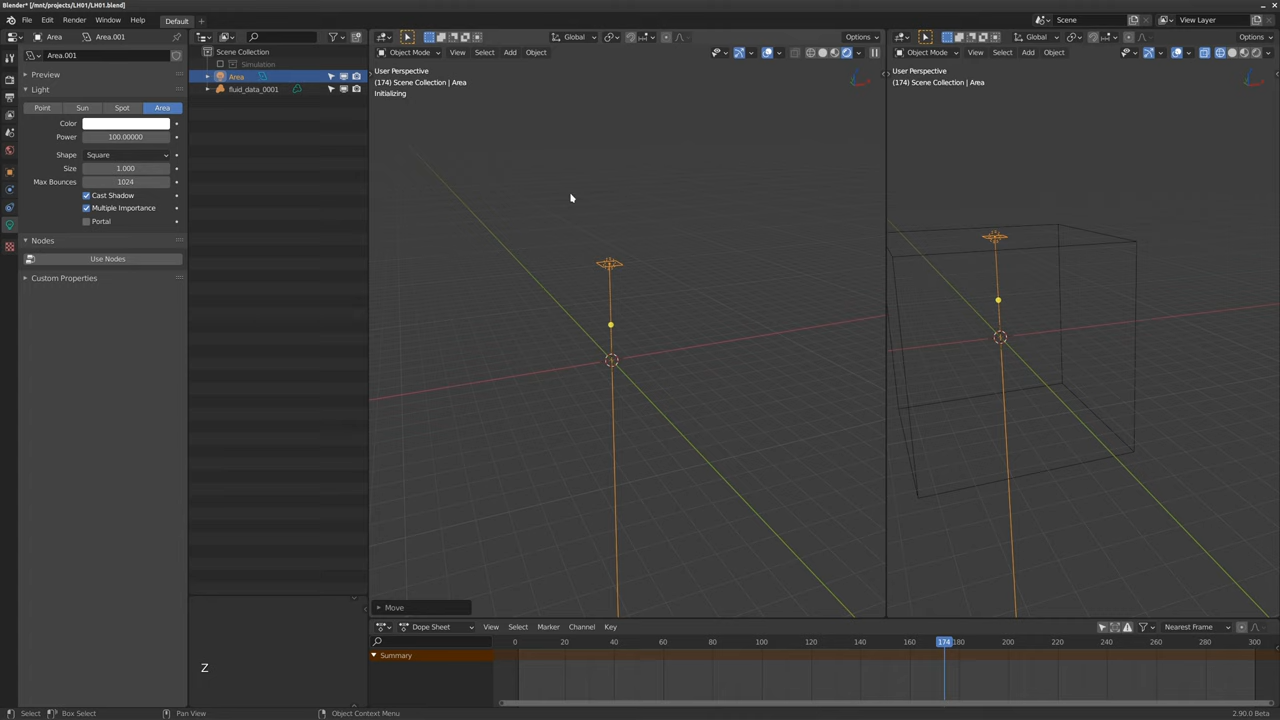 Blender* [/mnt/projects/LH01/LH01.blend]
File Edit Render Window Help Default Scene View Layer
Area Area.001
Area.001
Preview
Light
Point Sun Spot Area
Color
Power 100.00000
Shape Square
Size 1.000
Max Bounces 1024
Cast Shadow
Multiple Importance
Portal
Nodes
Use Nodes
Custom Properties
Scene Collection
Simulation
Area
fluid_data_0001
Z
Global Options
Object Mode View Select Add Object
User Perspective
(174) Scene Collection | Area
Initializing
Move
Global Options
Object Mode View Select Add Object
User Perspective
(174) Scene Collection | Area
Dope Sheet View Select Marker Channel Key Nearest Frame
0 20 40 60 80 100 120 140 160 174 180 200 220 240 260 280 300
Summary
Select Box Select Pan View Object Context Menu 2.90.0 Beta